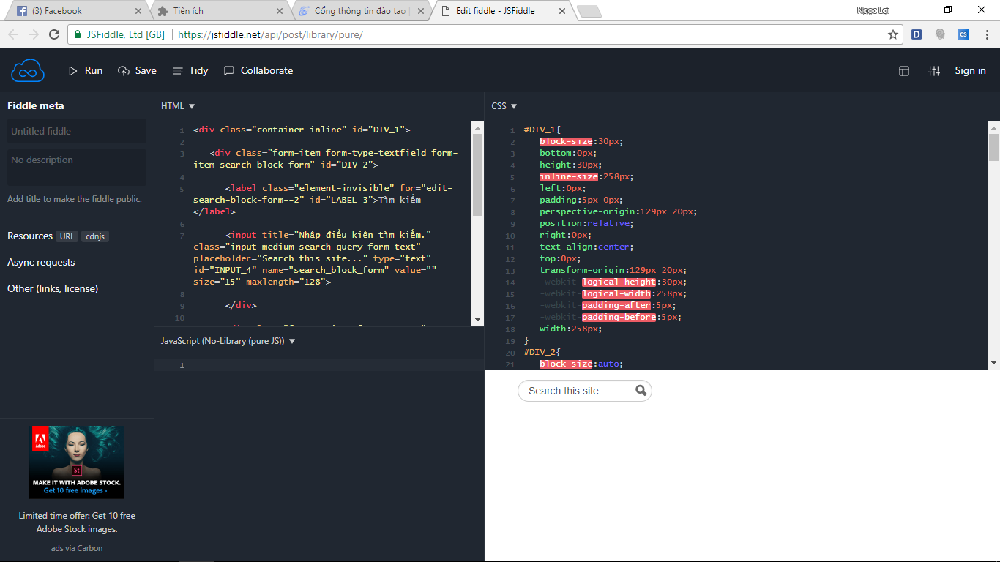 (3) Facebook
Tiện ích
Cổng thông tin đào tạo
Edit fiddle - JSFiddle
Ngọc Lợi
JSFiddle, Ltd [GB]
https://jsfiddle.net/api/post/library/pure/
D
CS
Run
Save
Tidy
Collaborate
Sign in
Fiddle meta
Untitled fiddle
No description
Add title to make the fiddle public.
Resources URL cdnjs
Async requests
Other (links, license)
Adobe
St
MAKE IT WITH ADOBE STOCK.
Get 10 free images ›
Limited time offer: Get 10 free
Adobe Stock images.
ads via Carbon
HTML ▼
1 <div class="container-inline" id="DIV_1">
2
3 <div class="form-item form-type-textfield form-
item-search-block-form" id="DIV_2">
4
5 <label class="element-invisible" for="edit-
search-block-form--2" id="LABEL_3">Tìm kiếm
</label>
6
7 <input title="Nhập điều kiện tìm kiếm."
class="input-medium search-query form-text"
placeholder="Search this site..." type="text"
id="INPUT_4" name="search_block_form" value=""
size="15" maxlength="128">
8
9 </div>
10
JavaScript (No-Library (pure JS)) ▼
1
CSS ▼
1 #DIV_1{
2 block-size:30px;
3 bottom:0px;
4 height:30px;
5 inline-size:258px;
6 left:0px;
7 padding:5px 0px;
8 perspective-origin:129px 20px;
9 position:relative;
10 right:0px;
11 text-align:center;
12 top:0px;
13 transform-origin:129px 20px;
14 -webkit-logical-height:30px;
15 -webkit-logical-width:258px;
16 -webkit-padding-after:5px;
17 -webkit-padding-before:5px;
18 width:258px;
19 }
20 #DIV_2{
21 block-size:auto;
Search this site...